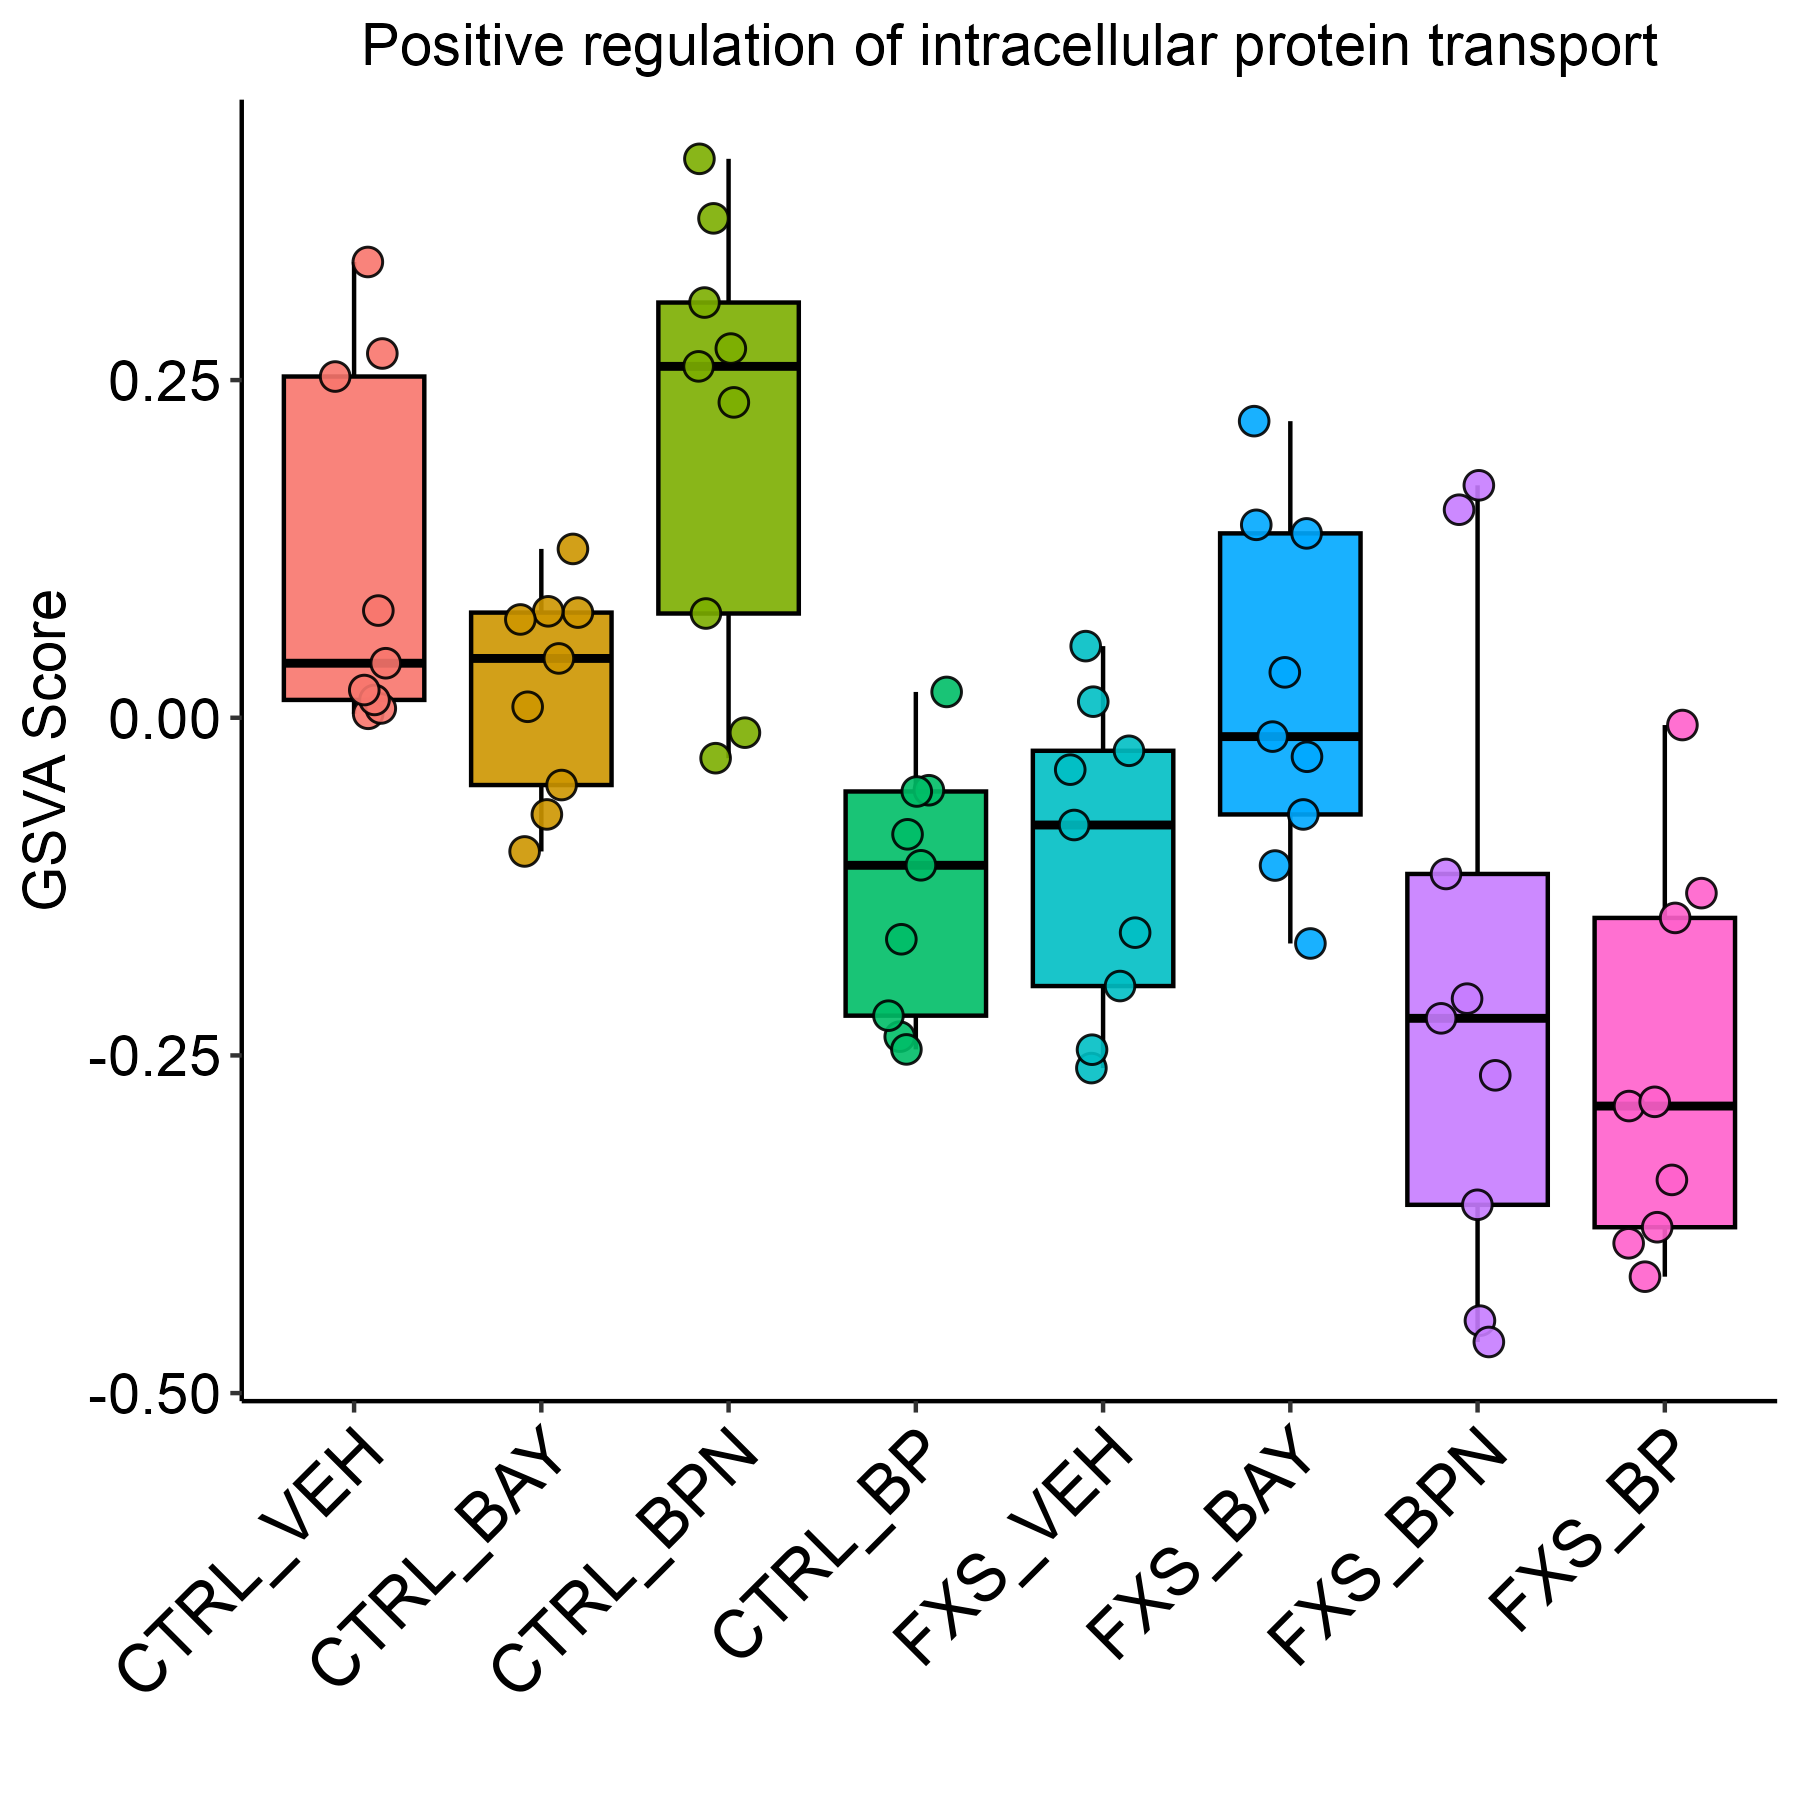 Positive regulation of intracellular protein transport
GSVA Score
0.25
0.00
-0.25
-0.50
CTRL_VEH
CTRL_BAY
CTRL_BPN
CTRL_BP
FXS_VEH
FXS_BAY
FXS_BPN
FXS_BP